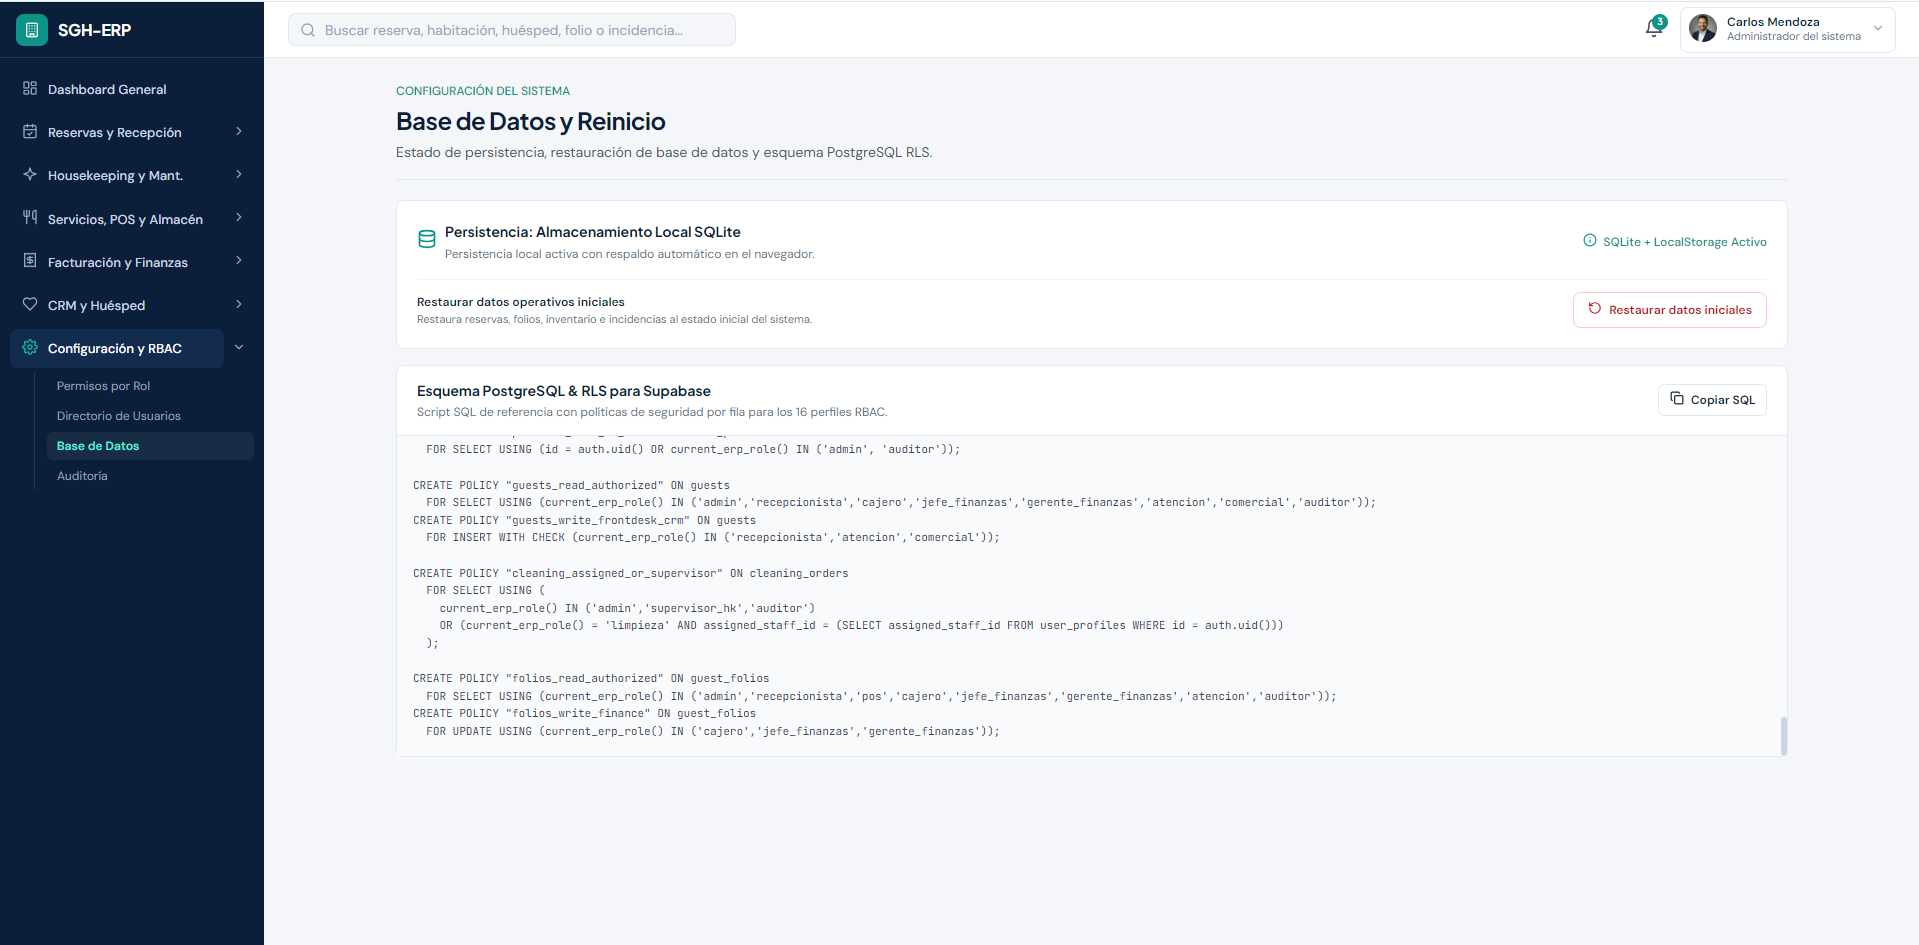 SGH-ERP
Buscar reserva, habitación, huésped, folio o incidencia...
3
Carlos Mendoza
Administrador del sistema
Dashboard General
Reservas y Recepción
Housekeeping y Mant.
Servicios, POS y Almacén
Facturación y Finanzas
CRM y Huésped
Configuración y RBAC
Permisos por Rol
Directorio de Usuarios
Base de Datos
Auditoría
CONFIGURACIÓN DEL SISTEMA
Base de Datos y Reinicio
Estado de persistencia, restauración de base de datos y esquema PostgreSQL RLS.
Persistencia: Almacenamiento Local SQLite
Persistencia local activa con respaldo automático en el navegador.
SQLite + LocalStorage Activo
Restaurar datos operativos iniciales
Restaura reservas, folios, inventario e incidencias al estado inicial del sistema.
Restaurar datos iniciales
Esquema PostgreSQL & RLS para Supabase
Script SQL de referencia con políticas de seguridad por fila para los 16 perfiles RBAC.
Copiar SQL
FOR SELECT USING (id = auth.uid() OR current_erp_role() IN ('admin', 'auditor'));
CREATE POLICY "guests_read_authorized" ON guests
FOR SELECT USING (current_erp_role() IN ('admin','recepcionista','cajero','jefe_finanzas','gerente_finanzas','atencion','comercial','auditor'));
CREATE POLICY "guests_write_frontdesk_crm" ON guests
FOR INSERT WITH CHECK (current_erp_role() IN ('recepcionista','atencion','comercial'));
CREATE POLICY "cleaning_assigned_or_supervisor" ON cleaning_orders
FOR SELECT USING (
current_erp_role() IN ('admin','supervisor_hk','auditor')
OR (current_erp_role() = 'limpieza' AND assigned_staff_id = (SELECT assigned_staff_id FROM user_profiles WHERE id = auth.uid()))
);
CREATE POLICY "folios_read_authorized" ON guest_folios
FOR SELECT USING (current_erp_role() IN ('admin','recepcionista','pos','cajero','jefe_finanzas','gerente_finanzas','atencion','auditor'));
CREATE POLICY "folios_write_finance" ON guest_folios
FOR UPDATE USING (current_erp_role() IN ('cajero','jefe_finanzas','gerente_finanzas'));